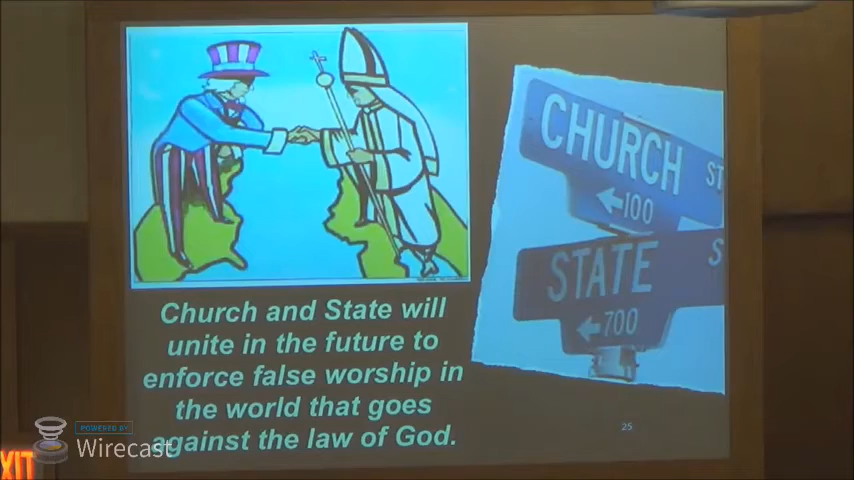 CHURCH ST
100
STATE S
700
Church and State will
unite in the future to
enforce false worship in
the world that goes
against the law of God.
25
POWERED BY
Wirecast
XIT